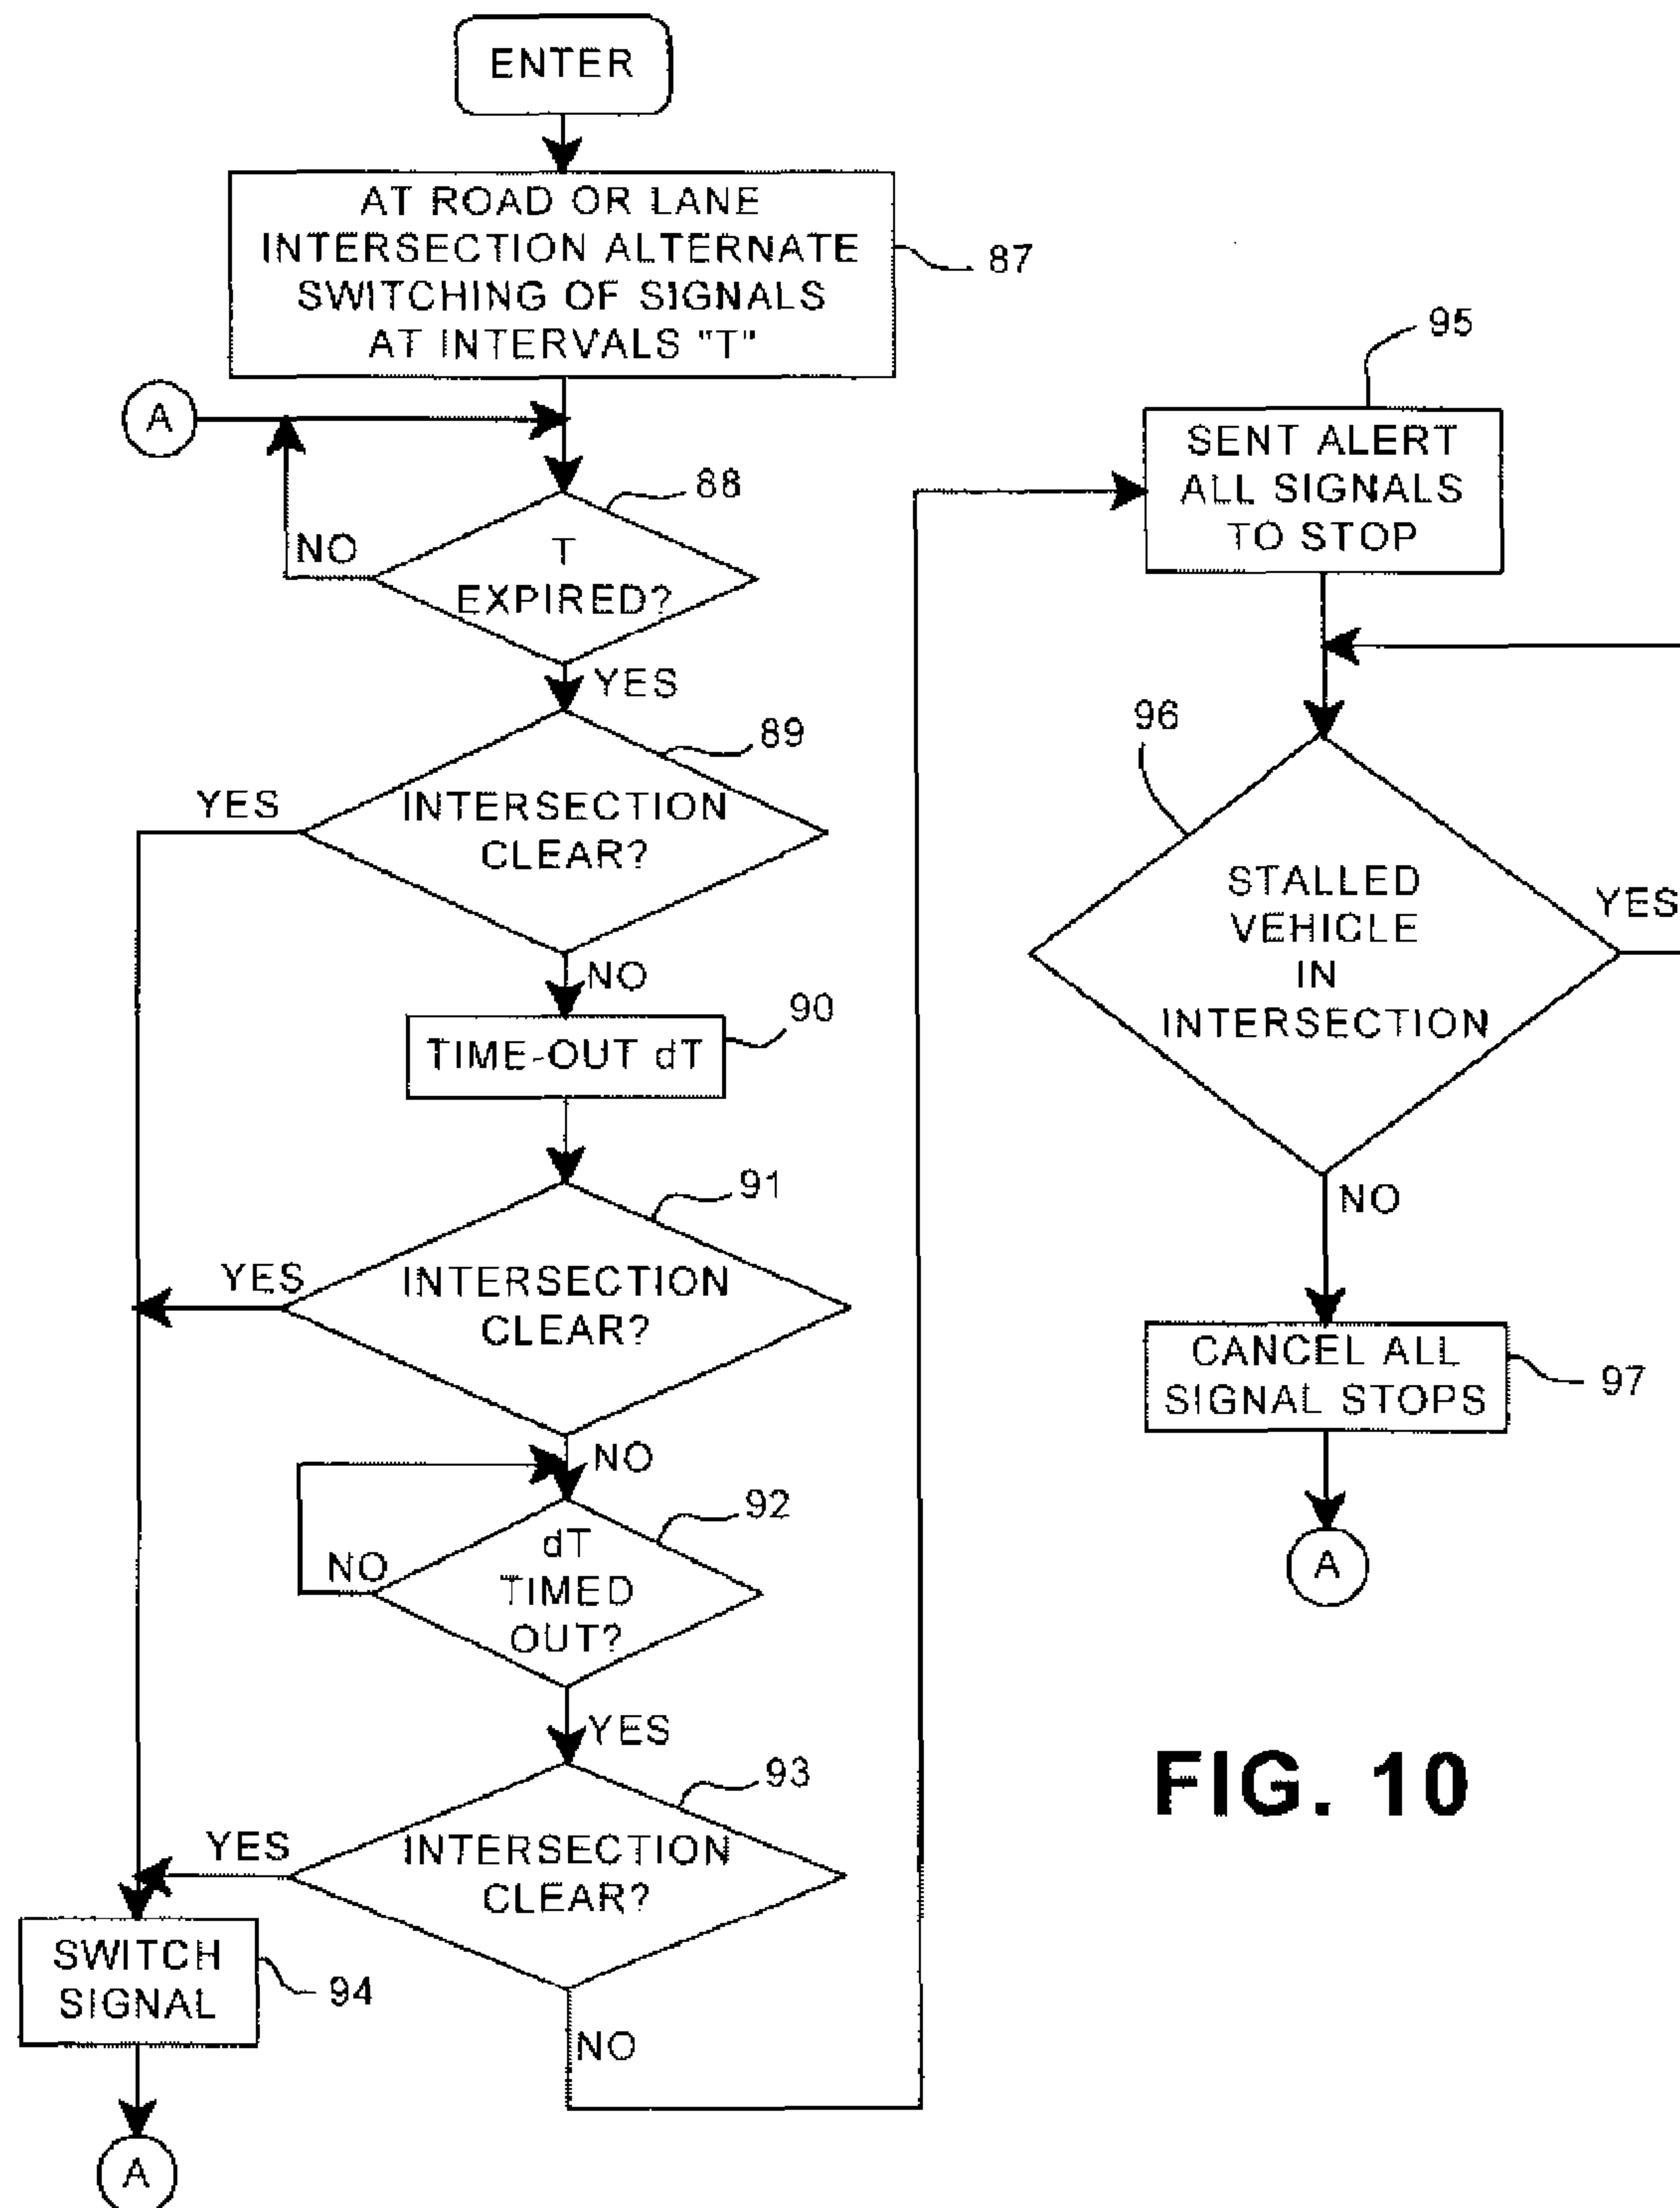 ENTER
AT ROAD OR LANE
INTERSECTION ALTERNATE
SWITCHING OF SIGNALS
AT INTERVALS "T"
87
A
88
NO
T
EXPIRED?
YES
89
YES
INTERSECTION
CLEAR?
NO
90
TIME-OUT dT
91
YES
INTERSECTION
CLEAR?
NO
92
NO
dT
TIMED
OUT?
YES
93
YES
INTERSECTION
CLEAR?
NO
SWITCH
SIGNAL
94
A
95
SENT ALERT
ALL SIGNALS
TO STOP
96
STALLED
VEHICLE
IN
INTERSECTION
YES
NO
CANCEL ALL
SIGNAL STOPS
97
A
FIG. 10